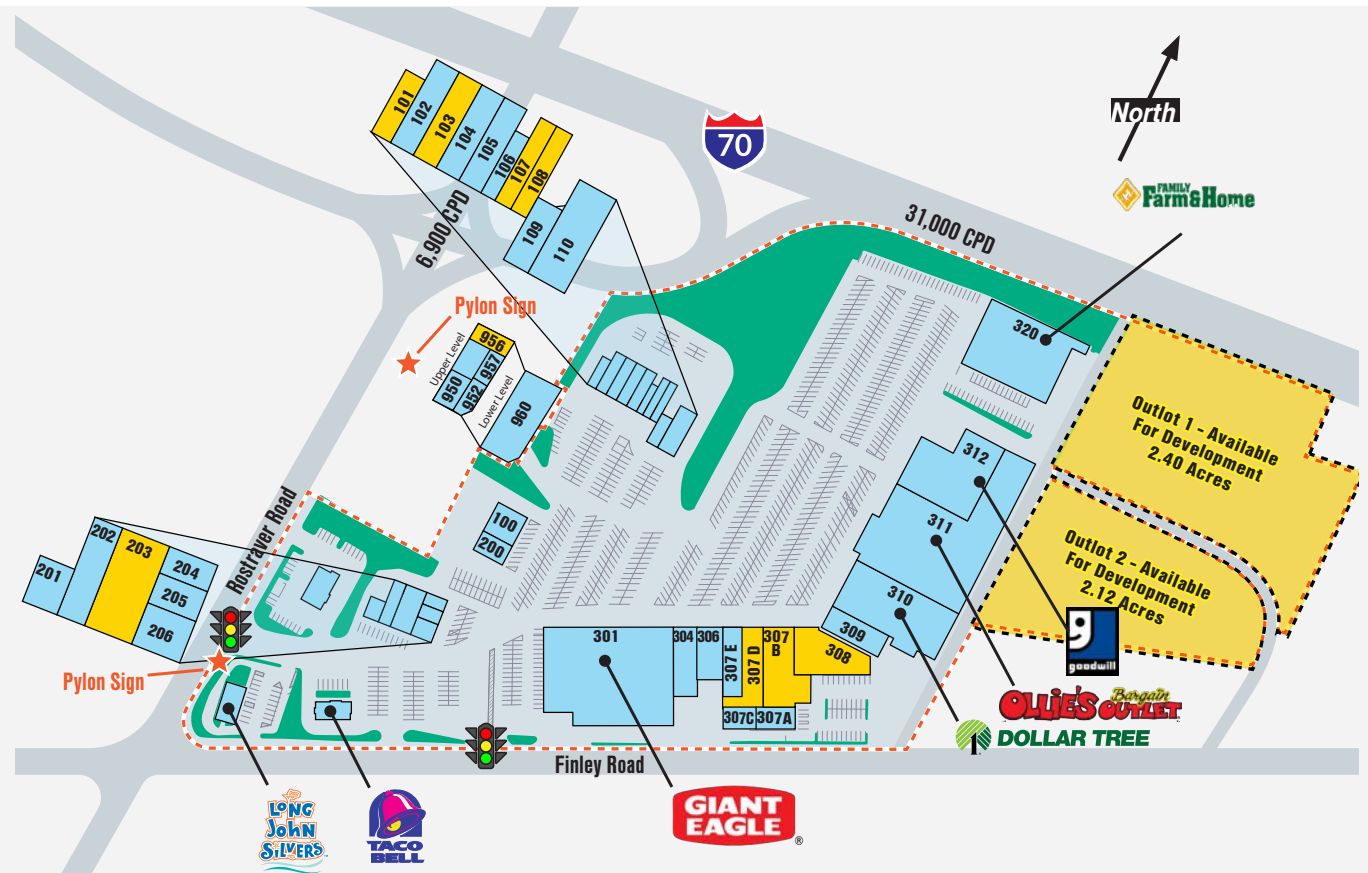 101
102
103
104
105
106
107
108
109
110
6,900 CPD
70
North
FAMILY
Farm&Home
31,000 CPD
Pylon Sign
Upper Level
956
957
950
952
Lower Level
960
320
Outlot 1 - Available
For Development
2.40 Acres
312
311
310
309
308
Outlot 2 - Available
For Development
2.12 Acres
100
200
Rostraver Road
201
202
203
204
205
206
Pylon Sign
301
304
306
307 E
307 D
307
B
307C
307A
goodwill
OLLIE'S Bargain
OUTLET
1
DOLLAR TREE
Finley Road
LONG
JOHN
SILVERS
TACO
BELL
GIANT
EAGLE
®